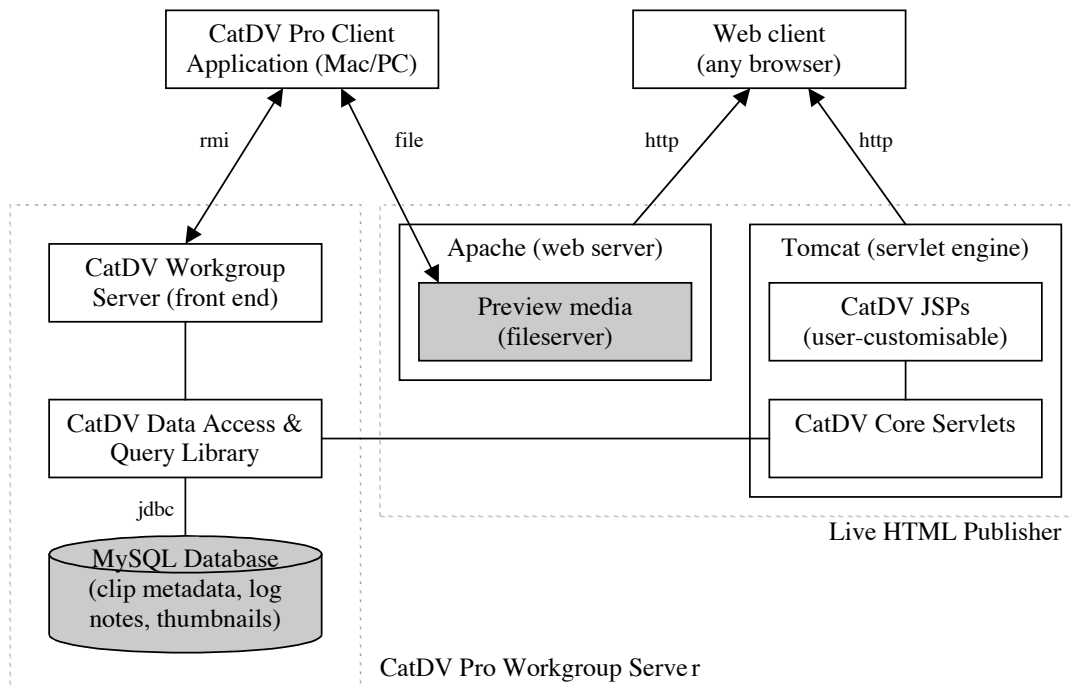 CatDV Pro Client
Application (Mac/PC)
Web client
(any browser)
rmi
file
http
http
CatDV Workgroup
Server (front end)
Apache (web server)
Preview media
(fileserver)
Tomcat (servlet engine)
CatDV JSPs
(user-customisable)
CatDV Data Access &
Query Library
CatDV Core Servlets
jdbc
Live HTML Publisher
MySQL Database
(clip metadata, log
notes, thumbnails)
CatDV Pro Workgroup Server